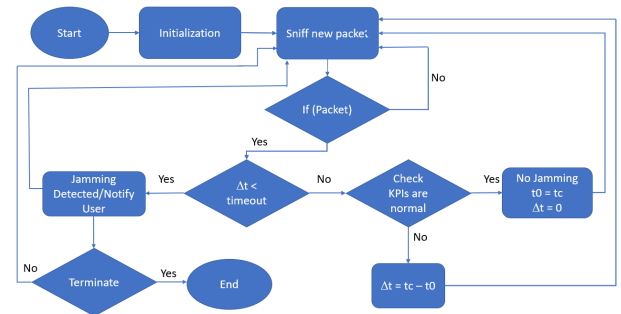 Start
Initialization
Sniff new packet
If (Packet)
No
Yes
Jamming
Detected/Notify
User
Yes
Δt <
timeout
No
Check
KPIs are
normal
Yes
No Jamming
t0 = tc
Δt = 0
No
Δt = tc – t0
No
Terminate
Yes
End